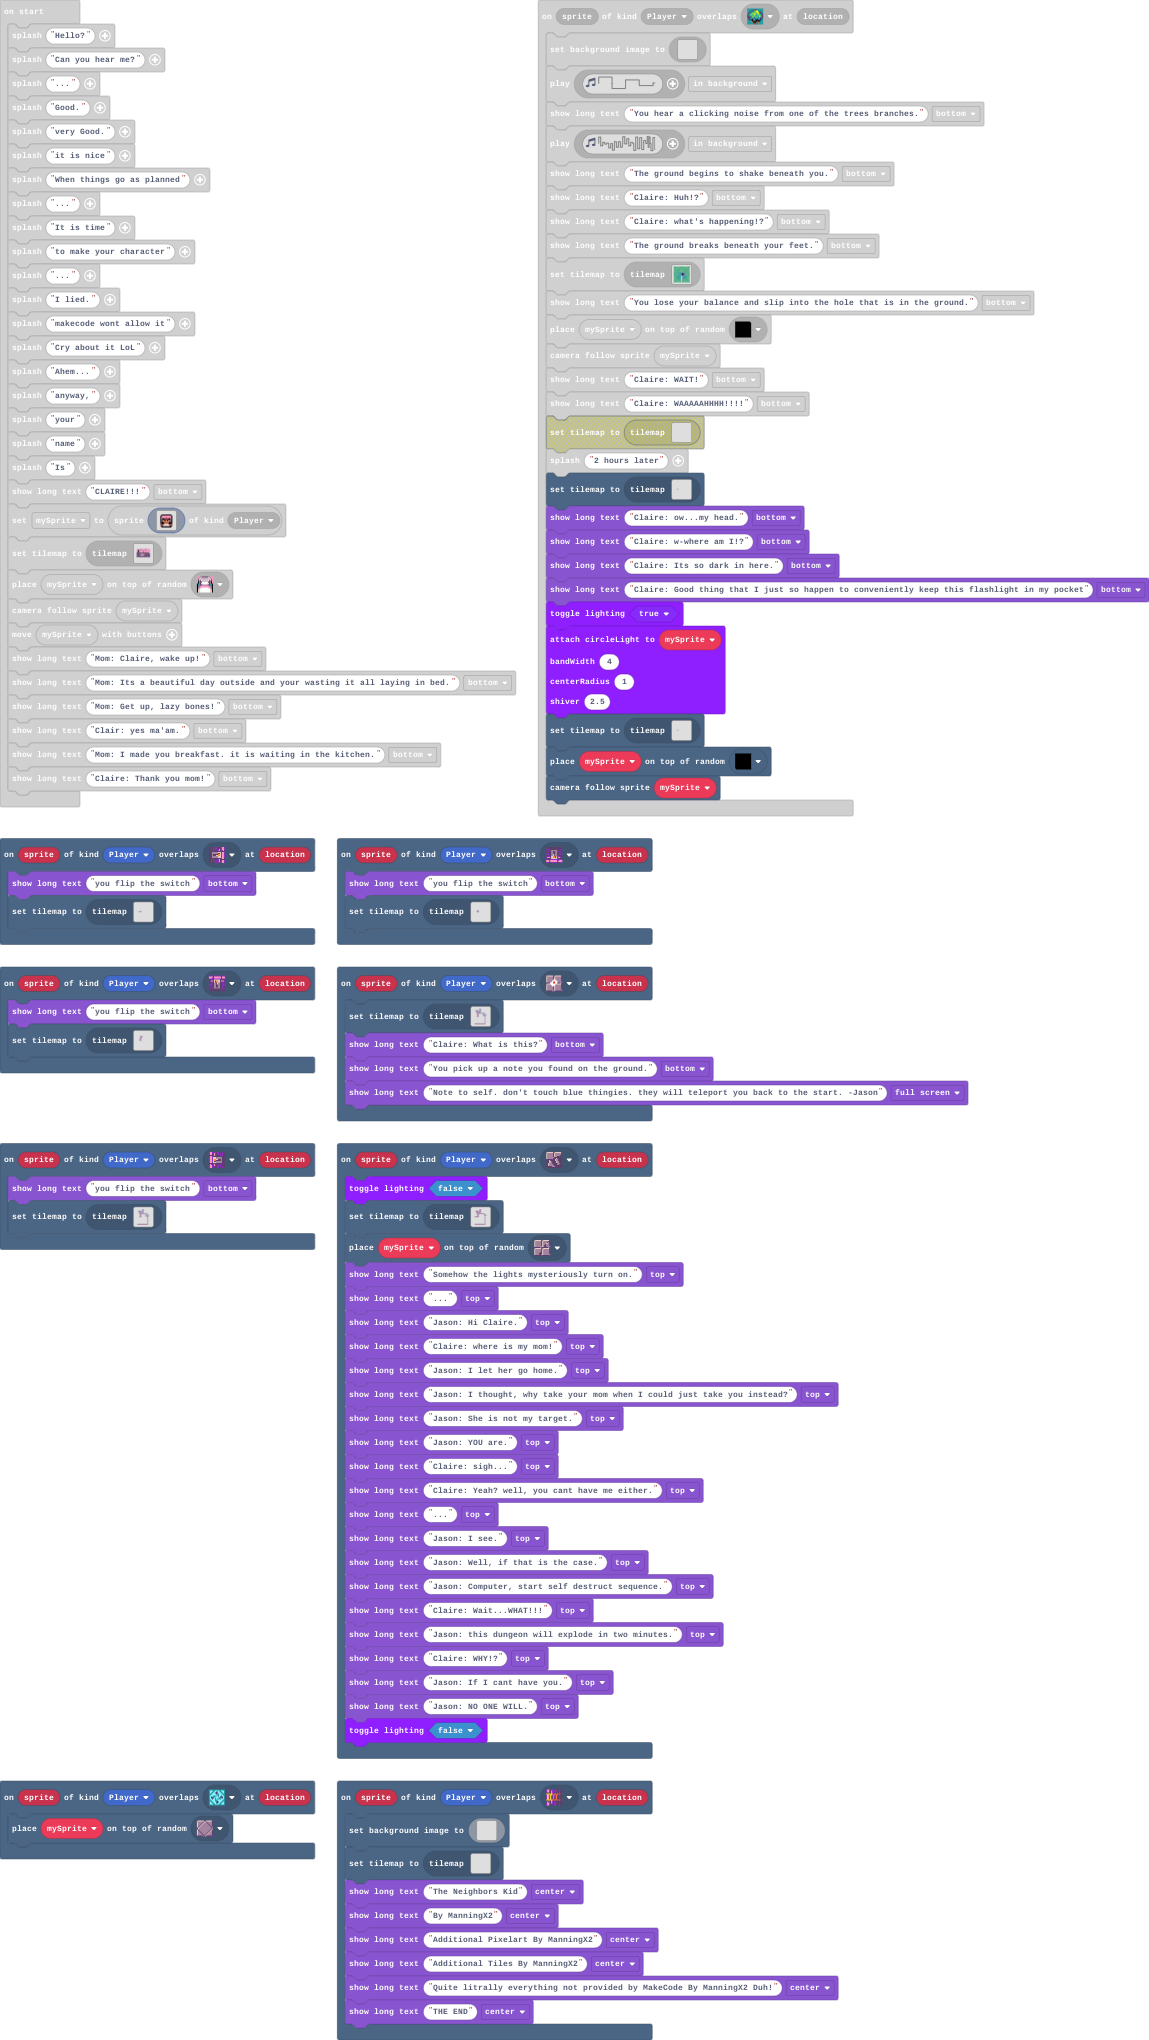 on start
splash "Hello?"
splash "Can you hear me?"
splash "..."
splash "Good."
splash "very Good."
splash "it is nice"
splash "When things go as planned"
splash "..."
splash "It is time"
splash "to make your character"
splash "..."
splash "I lied."
splash "makecode wont allow it"
splash "Cry about it LoL"
splash "Ahem..."
splash "anyway,"
splash "your"
splash "name"
splash "Is"
show long text "CLAIRE!!!" bottom
set mySprite to sprite of kind Player
set tilemap to tilemap
place mySprite on top of random
camera follow sprite mySprite
move mySprite with buttons
show long text "Mom: Claire, wake up!" bottom
show long text "Mom: Its a beautiful day outside and your wasting it all laying in bed." bottom
show long text "Mom: Get up, lazy bones!" bottom
show long text "Clair: yes ma'am." bottom
show long text "Mom: I made you breakfast. it is waiting in the kitchen." bottom
show long text "Claire: Thank you mom!" bottom
on sprite of kind Player overlaps at location
set background image to
play in background
show long text "You hear a clicking noise from one of the trees branches." bottom
play in background
show long text "The ground begins to shake beneath you." bottom
show long text "Claire: Huh!?" bottom
show long text "Claire: what's happening!?" bottom
show long text "The ground breaks beneath your feet." bottom
set tilemap to tilemap
show long text "You lose your balance and slip into the hole that is in the ground." bottom
place mySprite on top of random
camera follow sprite mySprite
show long text "Claire: WAIT!" bottom
show long text "Claire: WAAAAAHHHH!!!!" bottom
set tilemap to tilemap
splash "2 hours later"
set tilemap to tilemap
show long text "Claire: ow...my head." bottom
show long text "Claire: w-where am I!?" bottom
show long text "Claire: Its so dark in here." bottom
show long text "Claire: Good thing that I just so happen to conveniently keep this flashlight in my pocket" bottom
toggle lighting true
attach circleLight to mySprite
bandWidth 4
centerRadius 1
shiver 2.5
set tilemap to tilemap
place mySprite on top of random
camera follow sprite mySprite
on sprite of kind Player overlaps at location
show long text "you flip the switch" bottom
set tilemap to tilemap
on sprite of kind Player overlaps at location
show long text "you flip the switch" bottom
set tilemap to tilemap
on sprite of kind Player overlaps at location
show long text "you flip the switch" bottom
set tilemap to tilemap
on sprite of kind Player overlaps at location
set tilemap to tilemap
show long text "Claire: What is this?" bottom
show long text "You pick up a note you found on the ground." bottom
show long text "Note to self. don't touch blue thingies. they will teleport you back to the start. -Jason" full screen
on sprite of kind Player overlaps at location
show long text "you flip the switch" bottom
set tilemap to tilemap
on sprite of kind Player overlaps at location
toggle lighting false
set tilemap to tilemap
place mySprite on top of random
show long text "Somehow the lights mysteriously turn on." top
show long text "..." top
show long text "Jason: Hi Claire." top
show long text "Claire: where is my mom!" top
show long text "Jason: I let her go home." top
show long text "Jason: I thought, why take your mom when I could just take you instead?" top
show long text "Jason: She is not my target." top
show long text "Jason: YOU are." top
show long text "Claire: sigh..." top
show long text "Claire: Yeah? well, you cant have me either." top
show long text "..." top
show long text "Jason: I see." top
show long text "Jason: Well, if that is the case." top
show long text "Jason: Computer, start self destruct sequence." top
show long text "Claire: Wait...WHAT!!!" top
show long text "Jason: this dungeon will explode in two minutes." top
show long text "Claire: WHY!?" top
show long text "Jason: If I cant have you." top
show long text "Jason: NO ONE WILL." top
toggle lighting false
on sprite of kind Player overlaps at location
place mySprite on top of random
on sprite of kind Player overlaps at location
set background image to
set tilemap to tilemap
show long text "The Neighbors Kid" center
show long text "By ManningX2" center
show long text "Additional Pixelart By ManningX2" center
show long text "Additional Tiles By ManningX2" center
show long text "Quite litrally everything not provided by MakeCode By ManningX2 Duh!" center
show long text "THE END" center